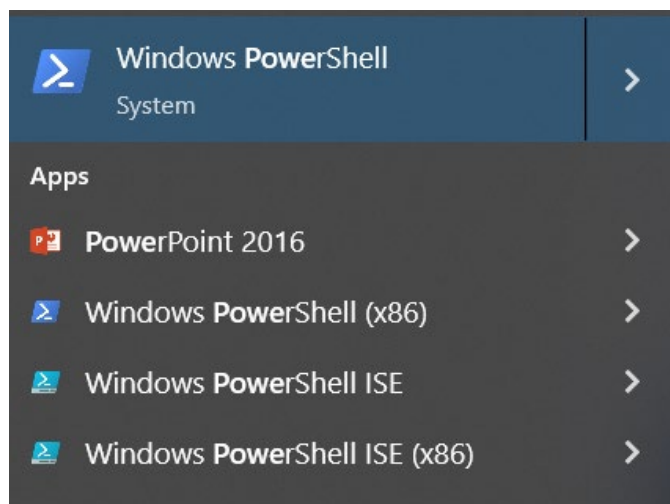 Windows PowerShell
System
Apps
PowerPoint 2016
Windows PowerShell (x86)
Windows PowerShell ISE
Windows PowerShell ISE (x86)